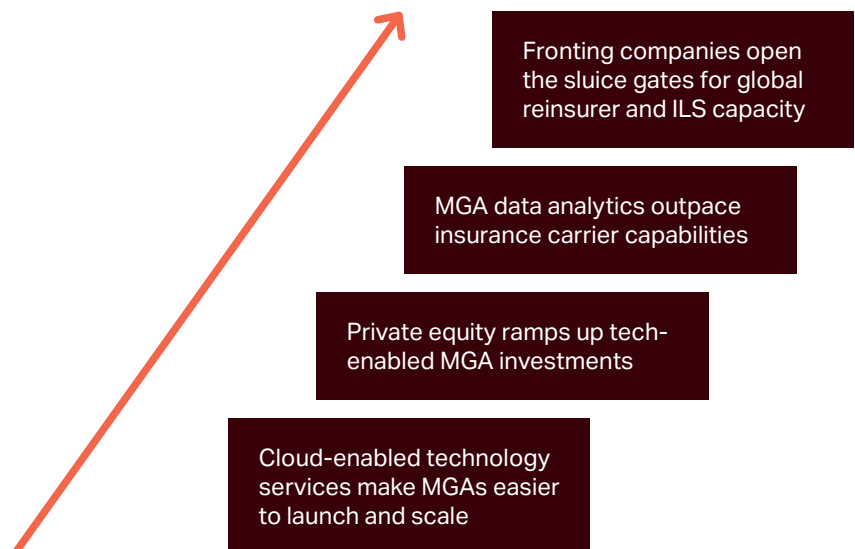 Fronting companies open
the sluice gates for global
reinsurer and ILS capacity
MGA data analytics outpace
insurance carrier capabilities
Private equity ramps up tech-
enabled MGA investments
Cloud-enabled technology
services make MGAs easier
to launch and scale